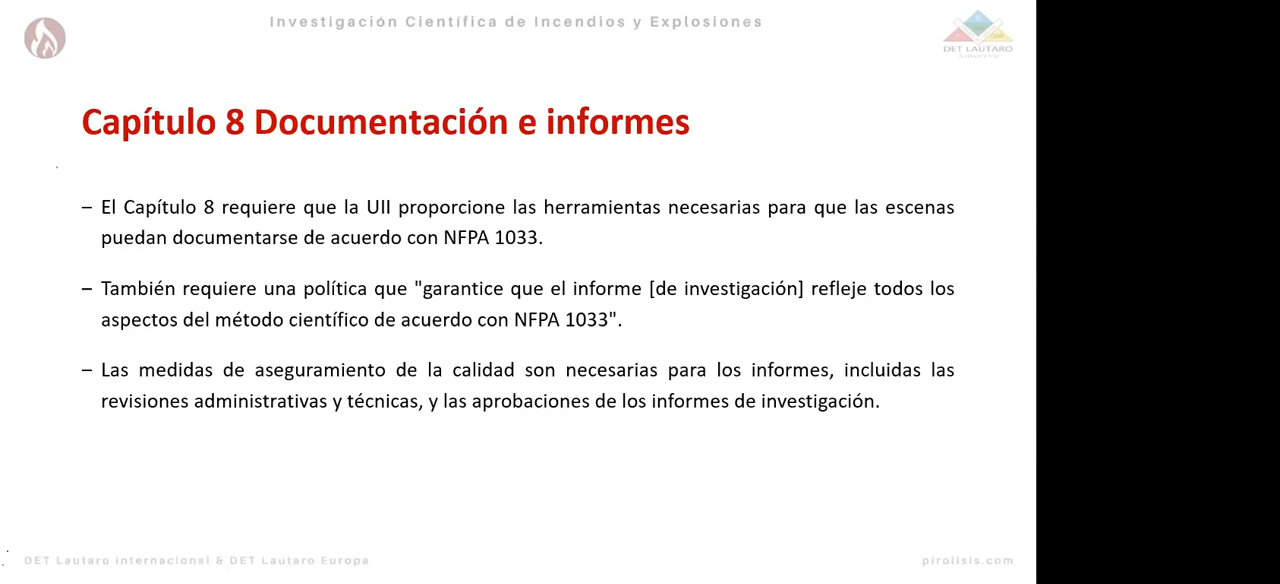 Investigación Científica de Incendios y Explosiones
DET LAUTARO
Capítulo 8 Documentación e informes
– El Capítulo 8 requiere que la UII proporcione las herramientas necesarias para que las escenas
puedan documentarse de acuerdo con NFPA 1033.
– También requiere una política que "garantice que el informe [de investigación] refleje todos los
aspectos del método científico de acuerdo con NFPA 1033".
– Las medidas de aseguramiento de la calidad son necesarias para los informes, incluidas las
revisiones administrativas y técnicas, y las aprobaciones de los informes de investigación.
DET Lautaro Internacional & DET Lautaro Europa
pirolisis.com